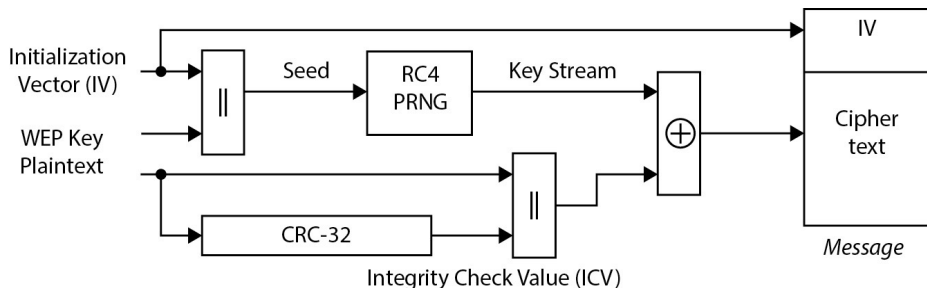 Initialization
Vector (IV)
WEP Key
Plaintext
||
Seed
RC4
PRNG
Key Stream
CRC-32
||
Integrity Check Value (ICV)
IV
Cipher
text
Message